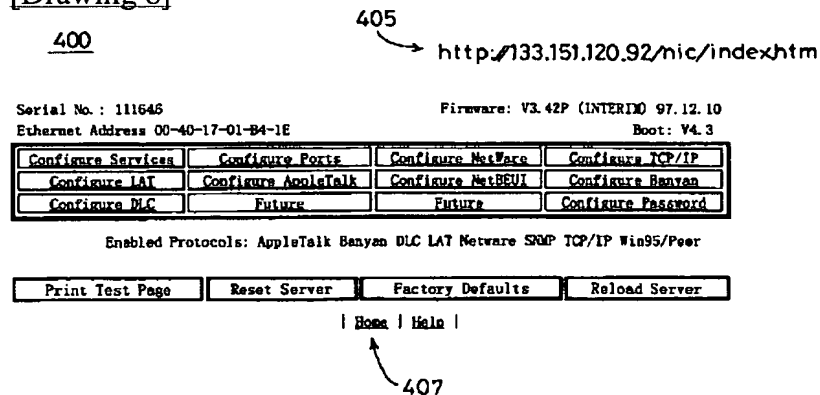 [Drawing 6]
400
405
http://133.151.120.92/nic/index.htm
Serial No.: 111646 Firmware: V3.42P (INTERIM) 97.12.10
Ethernet Address 00-40-17-01-B4-1E Boot: V4.3
Configure Services Configure Ports Configure NetWare Configure TCP/IP
Configure LAT Configure AppleTalk Configure NetBEUI Configure Banyan
Configure DLC Future Future Configure Password
Enabled Protocols: AppleTalk Banyan DLC LAT Netware SNMP TCP/IP Win95/Peer
Print Test Page Reset Server Factory Defaults Reload Server
| Home | Help |
407